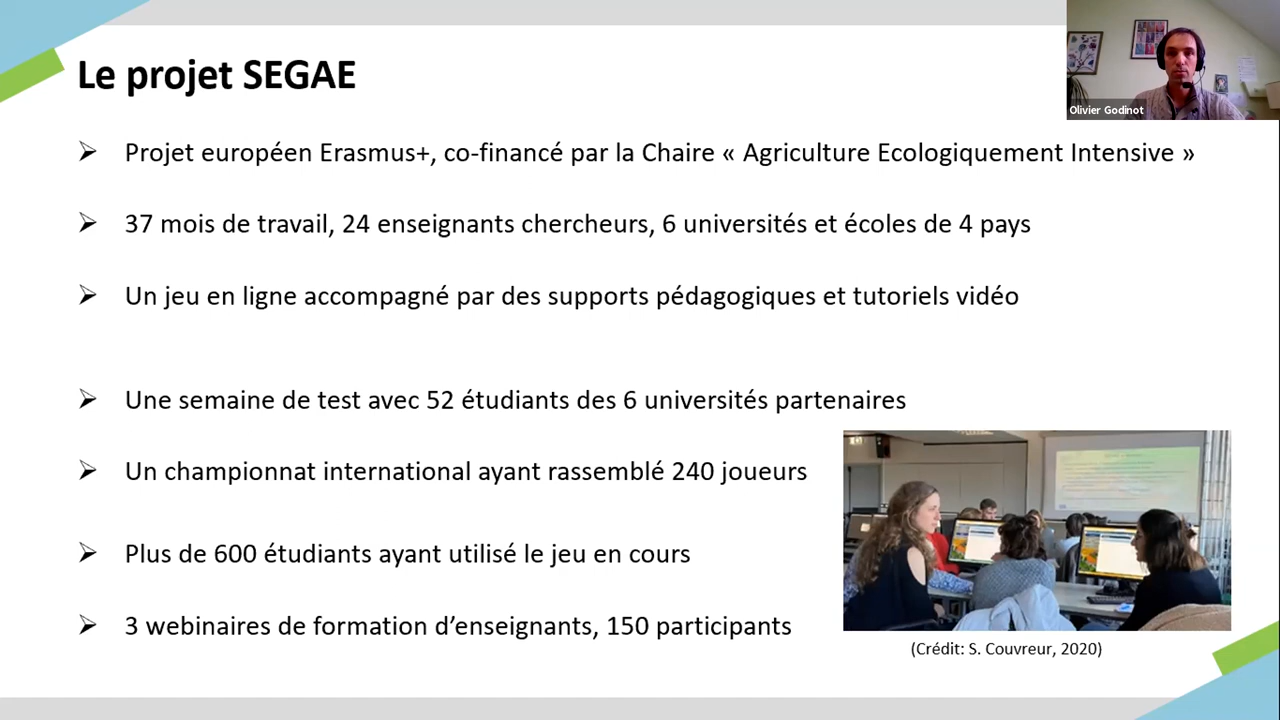 Le projet SEGAE
Olivier Godinot
Projet européen Erasmus+, co-financé par la Chaire « Agriculture Ecologiquement Intensive »
37 mois de travail, 24 enseignants chercheurs, 6 universités et écoles de 4 pays
Un jeu en ligne accompagné par des supports pédagogiques et tutoriels vidéo
Une semaine de test avec 52 étudiants des 6 universités partenaires
Un championnat international ayant rassemblé 240 joueurs
Plus de 600 étudiants ayant utilisé le jeu en cours
3 webinaires de formation d’enseignants, 150 participants
(Crédit: S. Couvreur, 2020)